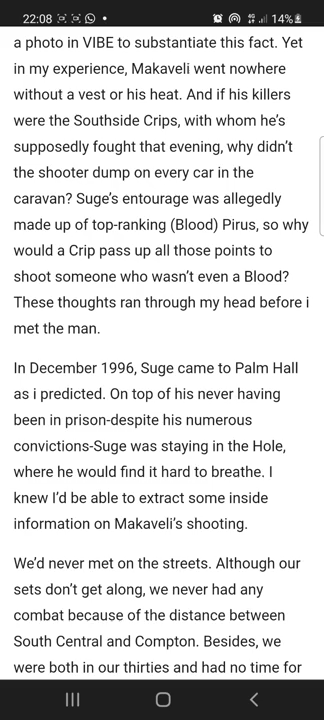 22:08 14%
a photo in VIBE to substantiate this fact. Yet
in my experience, Makaveli went nowhere
without a vest or his heat. And if his killers
were the Southside Crips, with whom he's
supposedly fought that evening, why didn't
the shooter dump on every car in the
caravan? Suge's entourage was allegedly
made up of top-ranking (Blood) Pirus, so why
would a Crip pass up all those points to
shoot someone who wasn't even a Blood?
These thoughts ran through my head before i
met the man.
In December 1996, Suge came to Palm Hall
as i predicted. On top of his never having
been in prison-despite his numerous
convictions-Suge was staying in the Hole,
where he would find it hard to breathe. I
knew I'd be able to extract some inside
information on Makaveli's shooting.
We'd never met on the streets. Although our
sets don't get along, we never had any
combat because of the distance between
South Central and Compton. Besides, we
were both in our thirties and had no time for